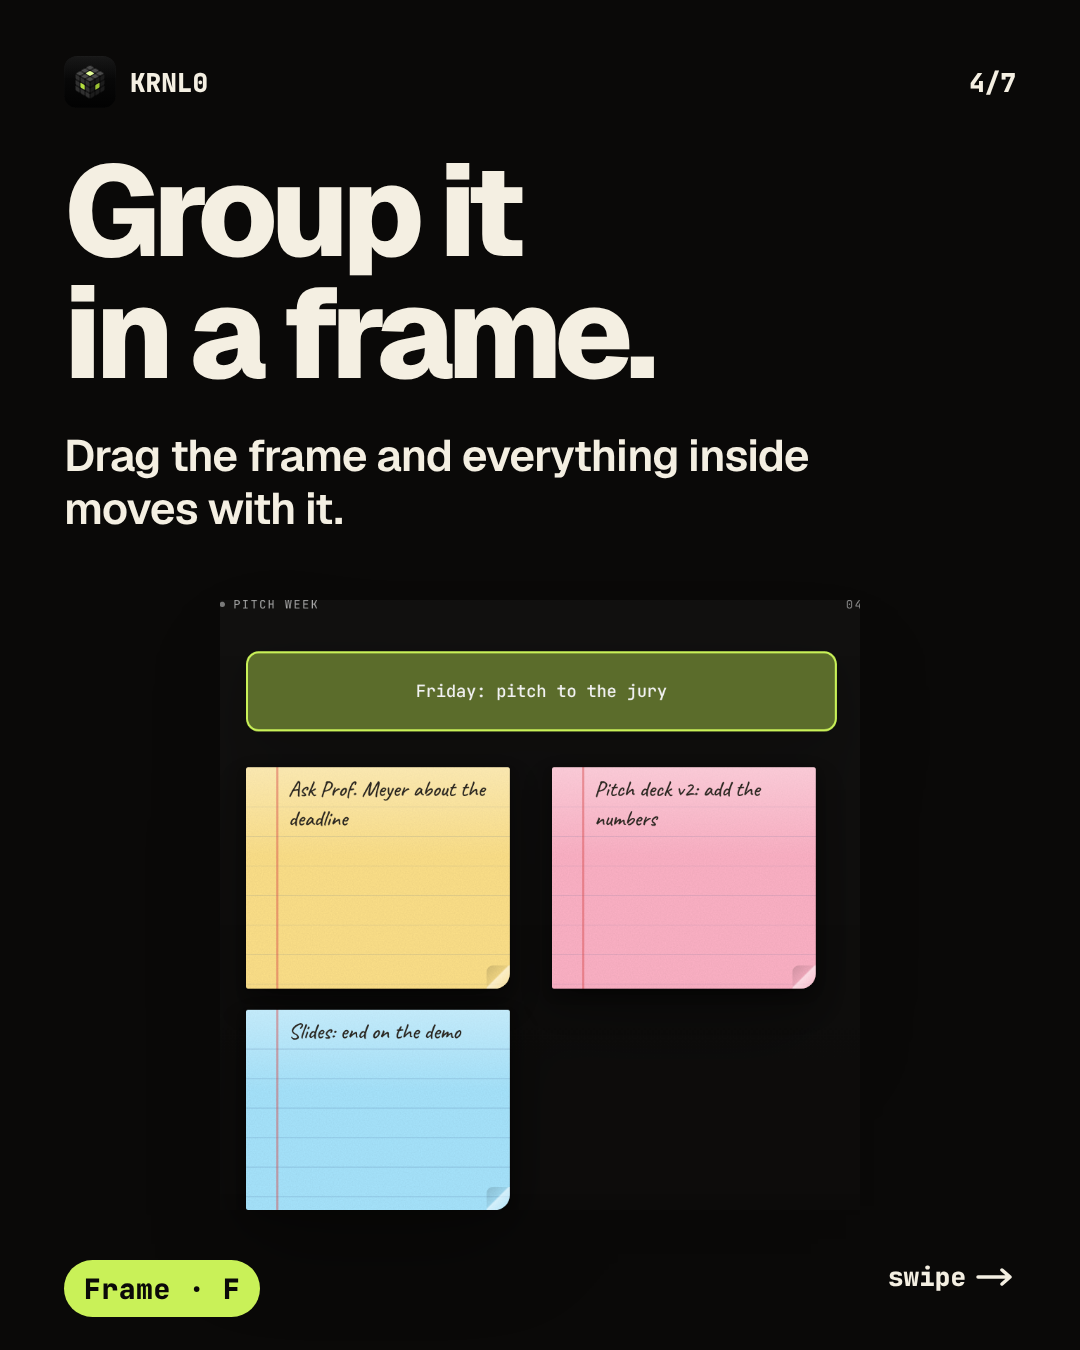 KRNL0
4/7
Group it
in a frame.
Drag the frame and everything inside
moves with it.
PITCH WEEK
04
Friday: pitch to the jury
Ask Prof. Meyer about the
deadline
Pitch deck v2: add the
numbers
Slides: end on the demo
Frame · F
swipe →